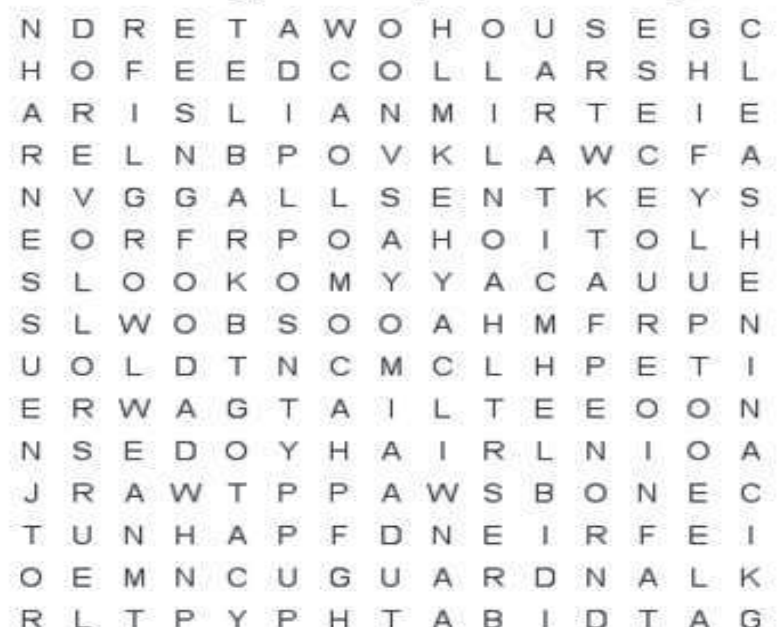 N D R E T A W O H O U S E G C
H O F E E D C O L L A R S H L
A R I S L I A N M I R T E I E
R E L N B P O V K L A W C F A
N V G G A L L S E N T K E Y S
E O R F R P O A H O I T O L H
S L O O K O M Y Y A C A U U E
S L W O B S O O A H M F R P N
U O L D T N C M C L H P E T I
E R W A G T A I L T E E O O N
N S E D O Y H A I R L N I O A
J R A W T P P A W S B O N E C
T U N H A P F D N E I R F E I
O E M N C U G U A R D N A L K
R L T P Y P H T A B I D T A G